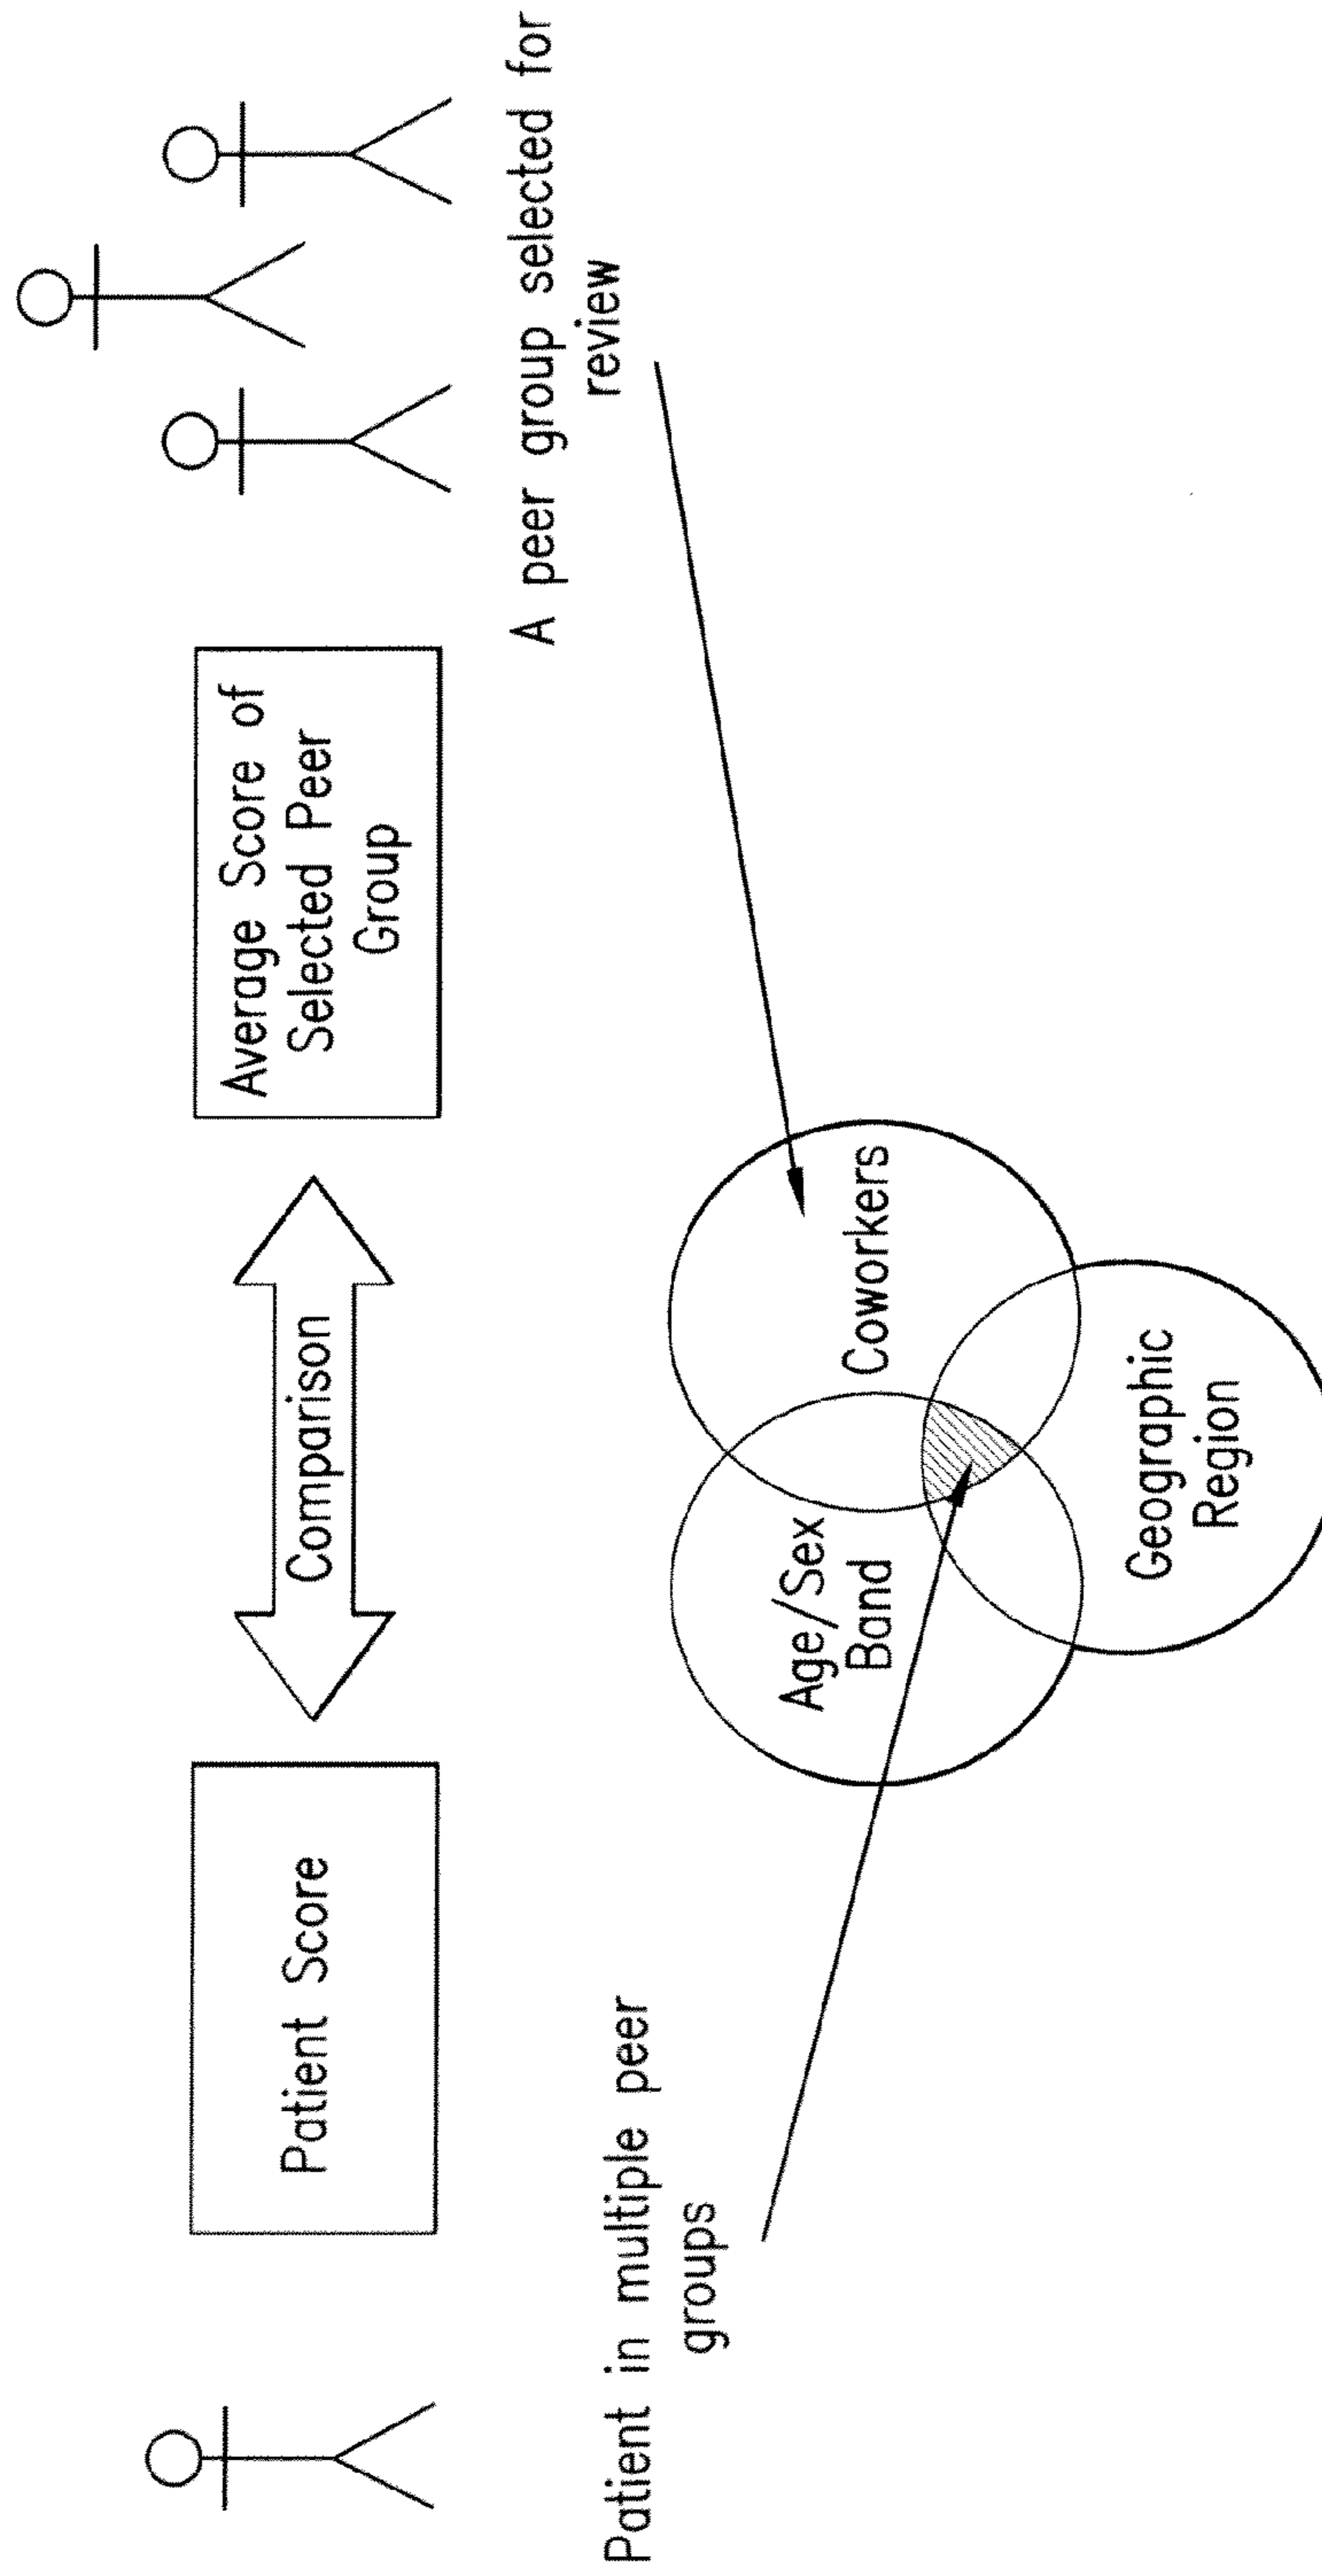 Patient Score
Comparison
Average Score of
Selected Peer
Group
A peer group selected for
review
Patient in multiple peer
groups
Age/Sex
Band
Coworkers
Geographic
Region